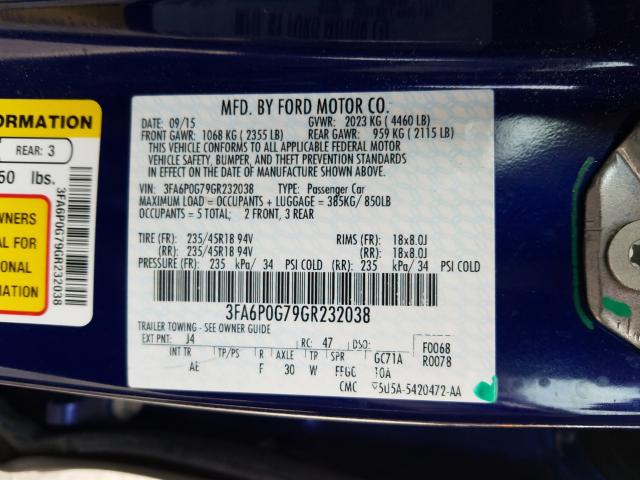 MFD. BY FORD MOTOR CO.
DATE: 09/15 GVWR: 2023 KG ( 4460 LB)
FRONT GAWR: 1068 KG ( 2355 LB) REAR GAWR: 959 KG ( 2115 LB)
THIS VEHICLE CONFORMS TO ALL APPLICABLE FEDERAL MOTOR
VEHICLE SAFETY, BUMPER, AND THEFT PREVENTION STANDARDS
IN EFFECT ON THE DATE OF MANUFACTURE SHOWN ABOVE.
VIN: 3FA6P0G79GR232038 TYPE: Passenger Car
MAXIMUM LOAD = OCCUPANTS + LUGGAGE = 385KG/ 850LB
OCCUPANTS = 5 TOTAL; 2 FRONT, 3 REAR
TIRE (FR): 235/45R18 94V RIMS (FR): 18x8.0J
(RR): 235/45R18 94V (RR): 18x8.0J
PRESSURE (FR): 235 kPa/ 34 PSI COLD (RR): 235 kPa/ 34 PSI COLD
3FA6P0G79GR232038
TRAILER TOWING - SEE OWNER GUIDE
EXT PNT: J4 RC: 47 DSO: F0068
INT TR TP/PS R AXLE TP SPR GC71A R0078
AE F 30 W FFGC 10A
CMC 5U5A-5420472-AA
ORMATION
REAR: 3
50 lbs.
WNERS
AL FOR
IONAL
MATION
3FA6P0G79GR232038